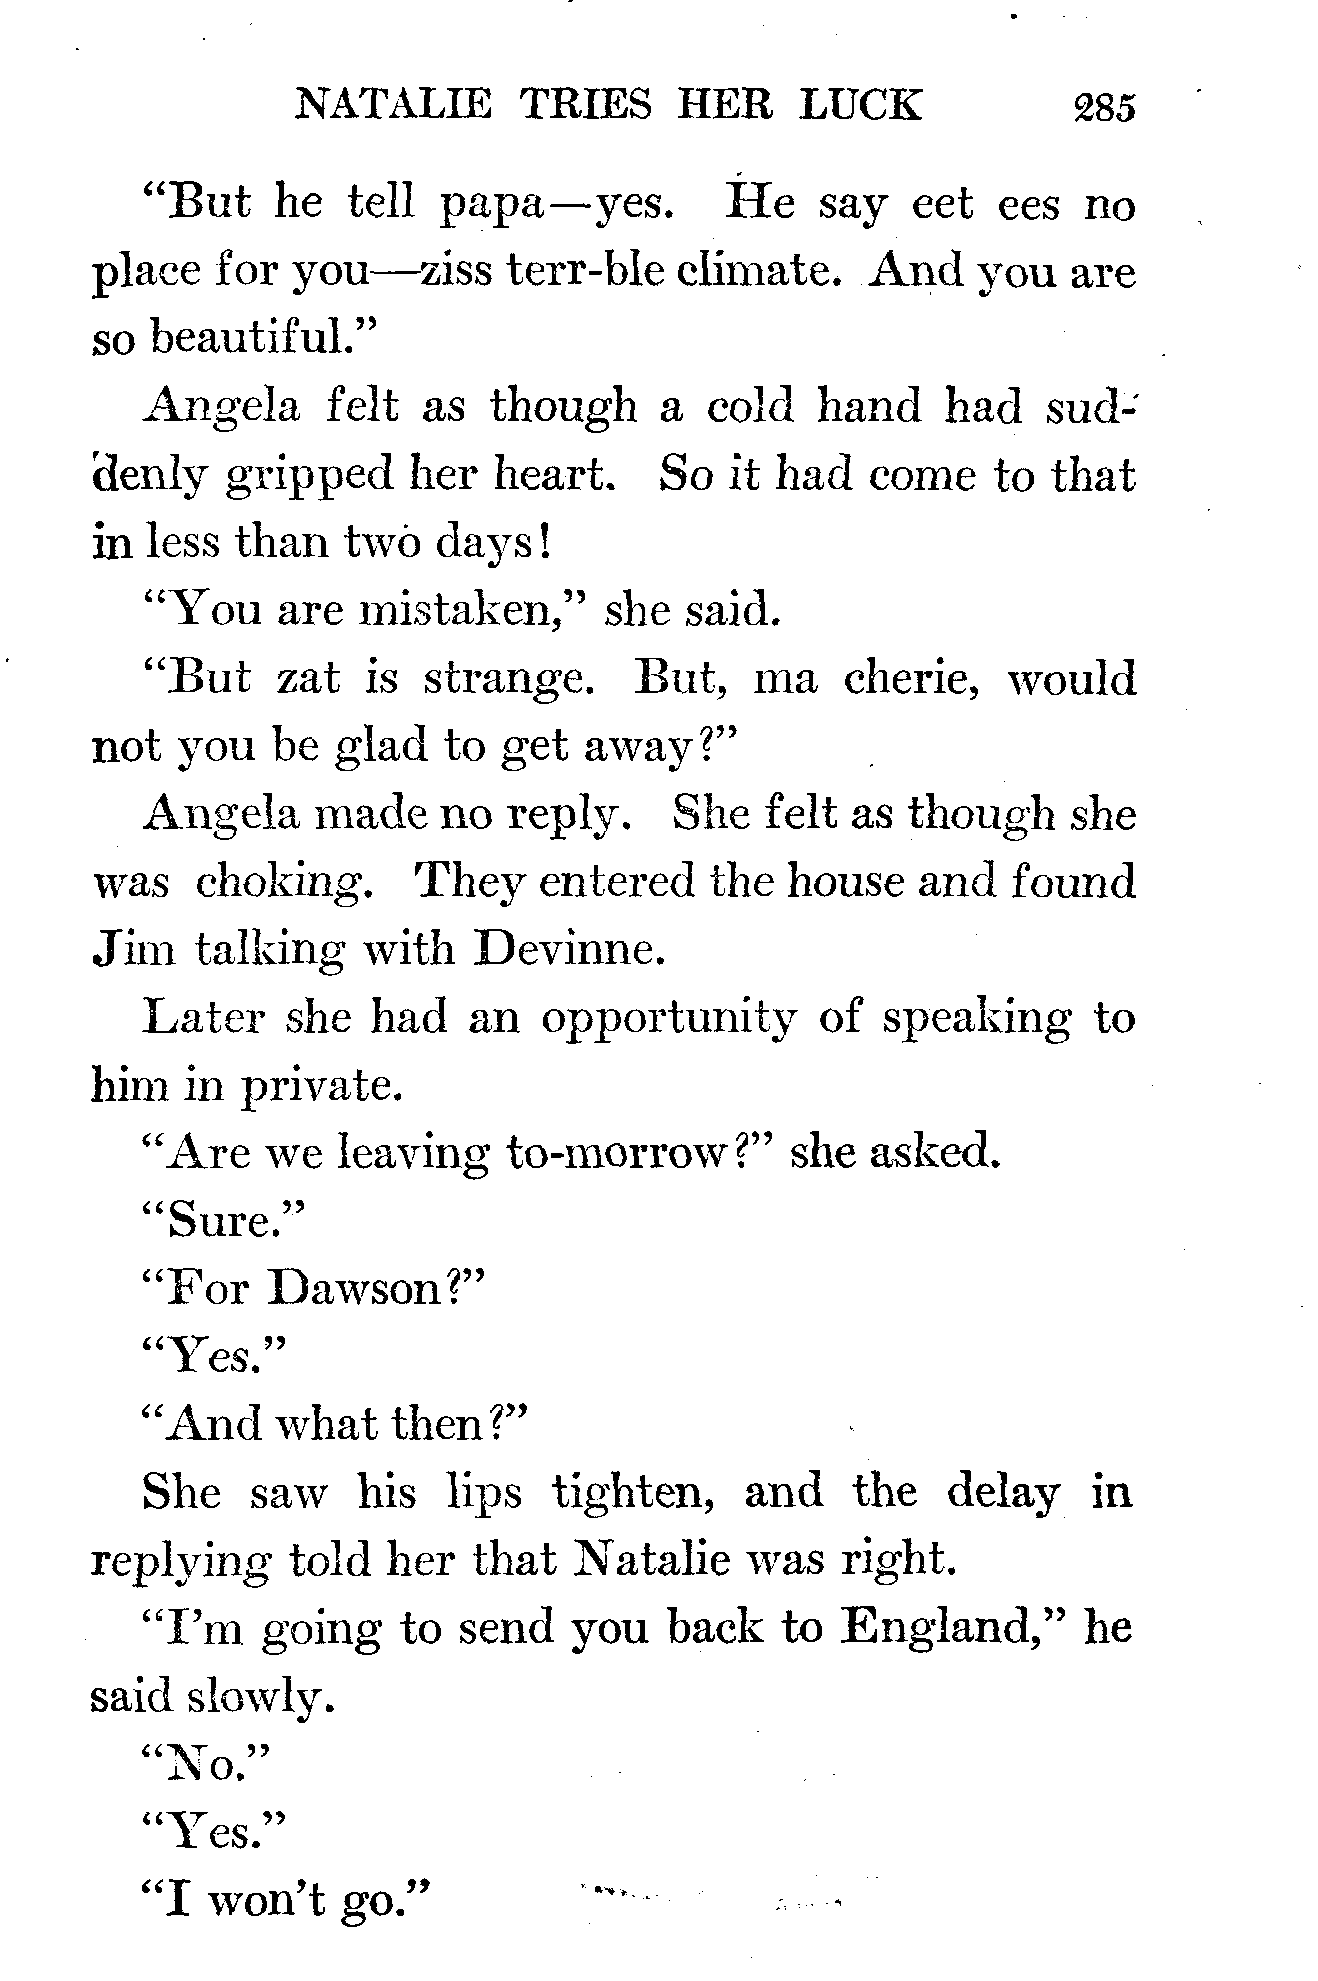 NATALIE TRIES HER LUCK 285
“But he tell papa—yes. He say eet ees no
place for you—ziss terr-ble climate. And you are
so beautiful.”
Angela felt as though a cold hand had sud-
denly gripped her heart. So it had come to that
in less than two days!
“You are mistaken,” she said.
“But zat is strange. But, ma cherie, would
not you be glad to get away?”
Angela made no reply. She felt as though she
was choking. They entered the house and found
Jim talking with Devinne.
Later she had an opportunity of speaking to
him in private.
“Are we leaving to-morrow?” she asked.
“Sure.”
“For Dawson?”
“Yes.”
“And what then?”
She saw his lips tighten, and the delay in
replying told her that Natalie was right.
“I’m going to send you back to England,” he
said slowly.
“No.”
“Yes.”
“I won’t go.”